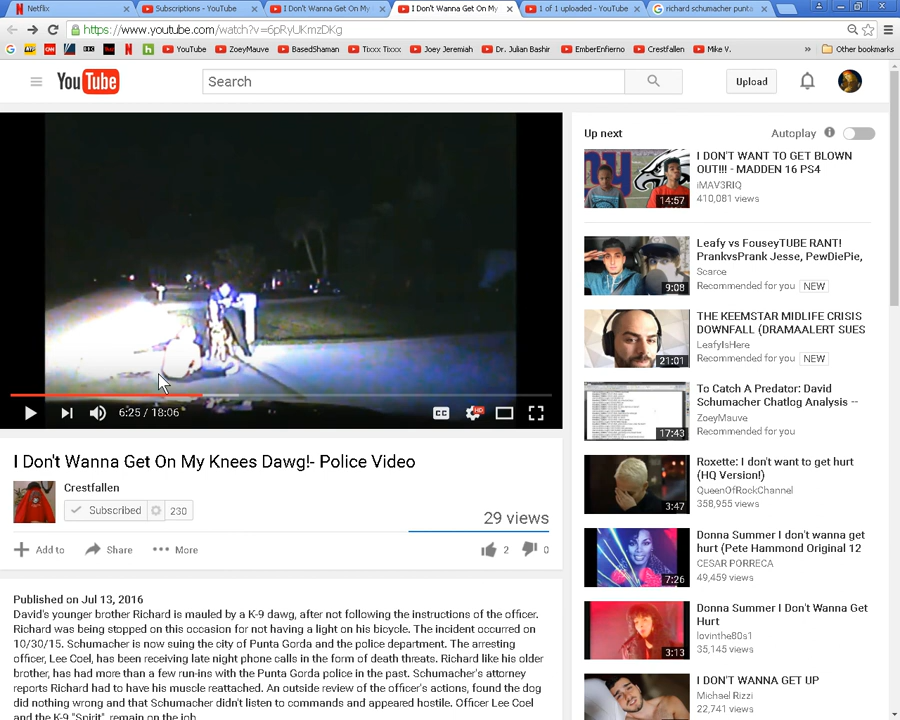 Netflix
Subscriptions - YouTube
I Don't Wanna Get On My
I Don't Wanna Get On My
1 of 1 uploaded - YouTube
richard schumacher punta
https://www.youtube.com/watch?v=6pRyUKmzDKg
YouTube
ZoeyMauve
BasedShaman
Tixxx Tixxx
Joey Jeremiah
Dr. Julian Bashir
EmberEnfierno
Crestfallen
Mike V.
»
Other bookmarks
YouTube
Search
Upload
6:25 / 18:06
CC
HD
I Don't Wanna Get On My Knees Dawg!- Police Video
Crestfallen
Subscribed
230
29 views
Add to
Share
More
2
0
Published on Jul 13, 2016
David's younger brother Richard is mauled by a K-9 dawg, after not following the instructions of the officer.
Richard was being stopped on this occasion for not having a light on his bicycle. The incident occurred on
10/30/15. Schumacher is now suing the city of Punta Gorda and the police department. The arresting
officer, Lee Coel, has been receiving late night phone calls in the form of death threats. Richard like his older
brother, has had more than a few run-ins with the Punta Gorda police in the past. Schumacher's attorney
reports Richard had to have his muscle reattached. An outside review of the officer's actions, found the dog
did nothing wrong and that Schumacher didn't listen to commands and appeared hostile. Officer Lee Coel
and the K-9 "Spirit", remain on the job.
Up next
Autoplay
I DON'T WANT TO GET BLOWN
OUT!!! - MADDEN 16 PS4
iMAV3RIQ
410,081 views
14:57
Leafy vs FouseyTUBE RANT!
PrankvsPrank Jesse, PewDiePie,
Scarce
Recommended for you NEW
9:08
THE KEEMSTAR MIDLIFE CRISIS
DOWNFALL (DRAMAALERT SUES
LeafyIsHere
Recommended for you NEW
21:01
To Catch A Predator: David
Schumacher Chatlog Analysis --
ZoeyMauve
Recommended for you
17:43
Roxette: I don't want to get hurt
(HQ Version!)
QueenOfRockChannel
358,955 views
3:47
Donna Summer I don't want to get
hurt (Pete Hammond Original 12
CESAR PORRECA
49,459 views
7:26
Donna Summer I Don't Wanna Get
Hurt
lovinthe80s1
35,145 views
3:13
I DON'T WANNA GET UP
Michael Rizzi
22,741 views